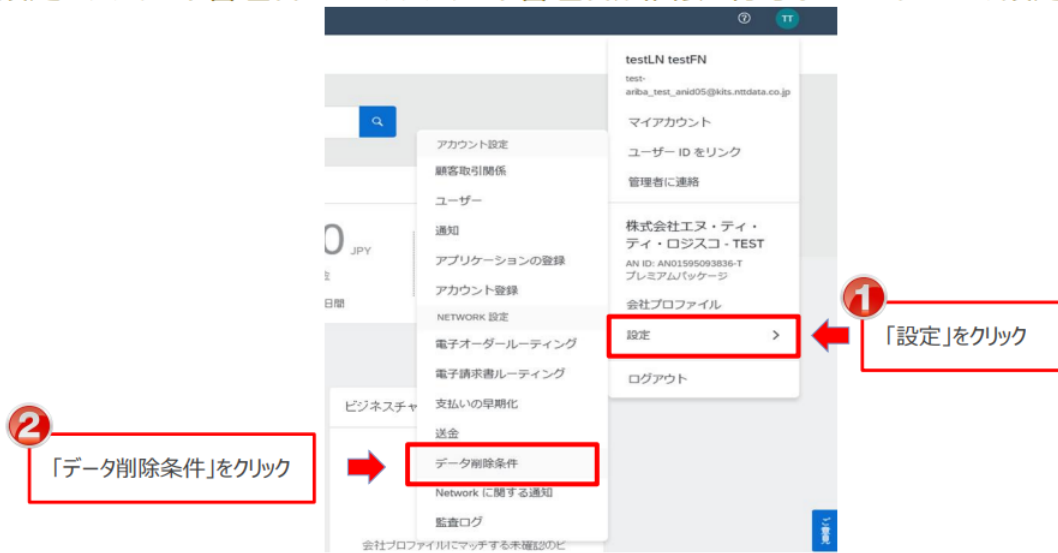 TT
testLN testFN
test-
ariba_test_anid05@kits.nttdata.co.jp
マイアカウント
ユーザー ID をリンク
管理者に連絡
株式会社エヌ・ティ・
ティ・ロジスコ - TEST
AN ID: AN01595093836-T
プレミアムパッケージ
会社プロファイル
設定
ログアウト
アカウント設定
顧客取引関係
ユーザー
通知
アプリケーションの登録
アカウント登録
NETWORK 設定
電子オーダールーティング
電子請求書ルーティング
支払いの早期化
送金
データ削除条件
Network に関する通知
監査ログ
0 JPY
金
日間
ビジネスチャ
会社プロファイルにマッチする未確認のビ
1
「設定」をクリック
2
「データ削除条件」をクリック
ご意見